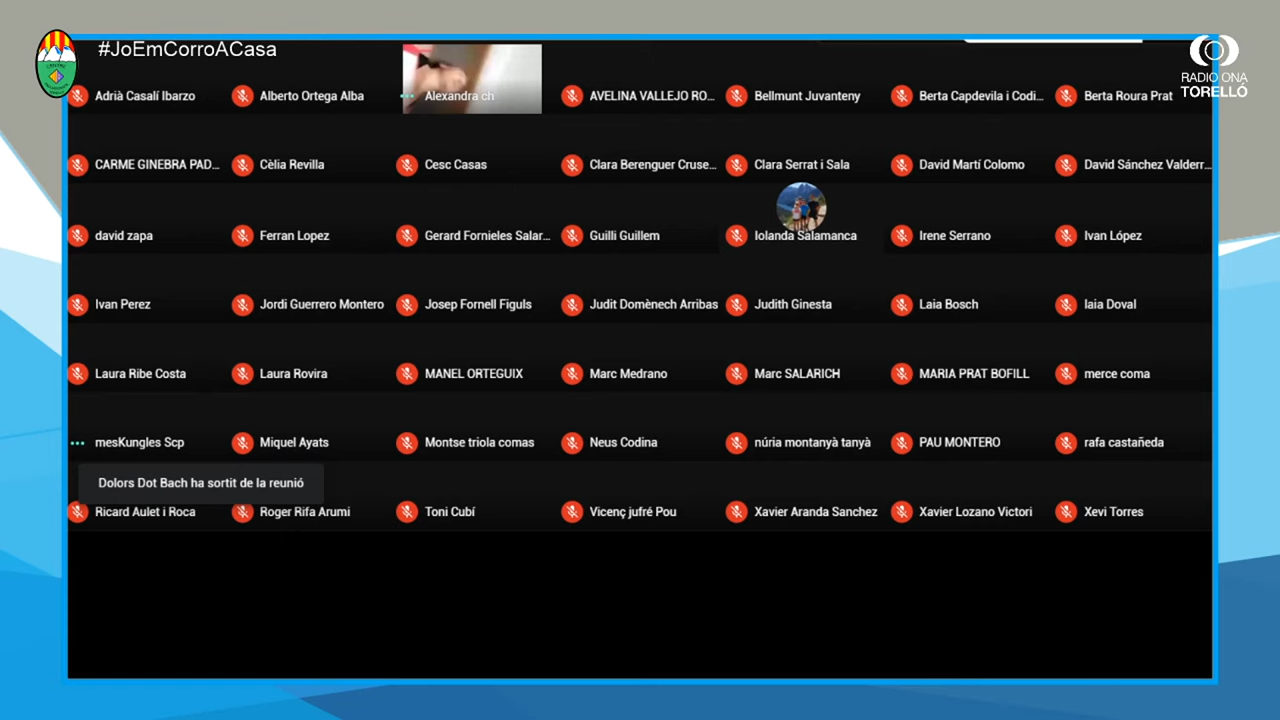 #JoEmCorroACasa
RADIO ONA
TORELLÓ
Adrià Casalí Ibarzo
Alberto Ortega Alba
Alexandra ch
AVELINA VALLEJO RO...
Bellmunt Juvanteny
Berta Capdevila i Codi...
Berta Roura Prat
CARME GINEBRA PAD...
Cèlia Revilla
Cesc Casas
Clara Berenguer Cruse...
Clara Serrat i Sala
David Martí Colomo
David Sánchez Valderr...
david zapa
Ferran Lopez
Gerard Fornieles Salar...
Guilli Guillem
Iolanda Salamanca
Irene Serrano
Ivan López
Ivan Perez
Jordi Guerrero Montero
Josep Fornell Figuls
Judit Domènech Arribas
Judith Ginesta
Laia Bosch
laia Doval
Laura Ribe Costa
Laura Rovira
MANEL ORTEGUIX
Marc Medrano
Marc SALARICH
MARIA PRAT BOFILL
merce coma
mesKungles Scp
Miquel Ayats
Montse triola comas
Neus Codina
núria montanyà tanyà
PAU MONTERO
rafa castañeda
Dolors Dot Bach ha sortit de la reunió
Ricard Aulet i Roca
Roger Rifa Arumi
Toni Cubí
Vicenç jufré Pou
Xavier Aranda Sanchez
Xavier Lozano Victori
Xevi Torres